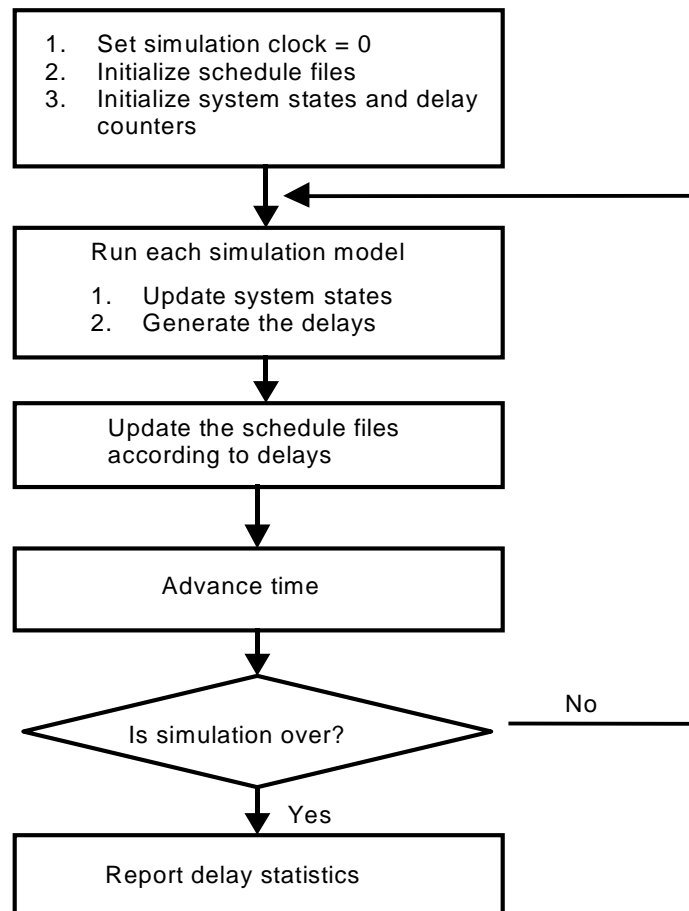 1. Set simulation clock = 0
2. Initialize schedule files
3. Initialize system states and delay
counters
Run each simulation model
1. Update system states
2. Generate the delays
Update the schedule files
according to delays
Advance time
Is simulation over?
No
Yes
Report delay statistics